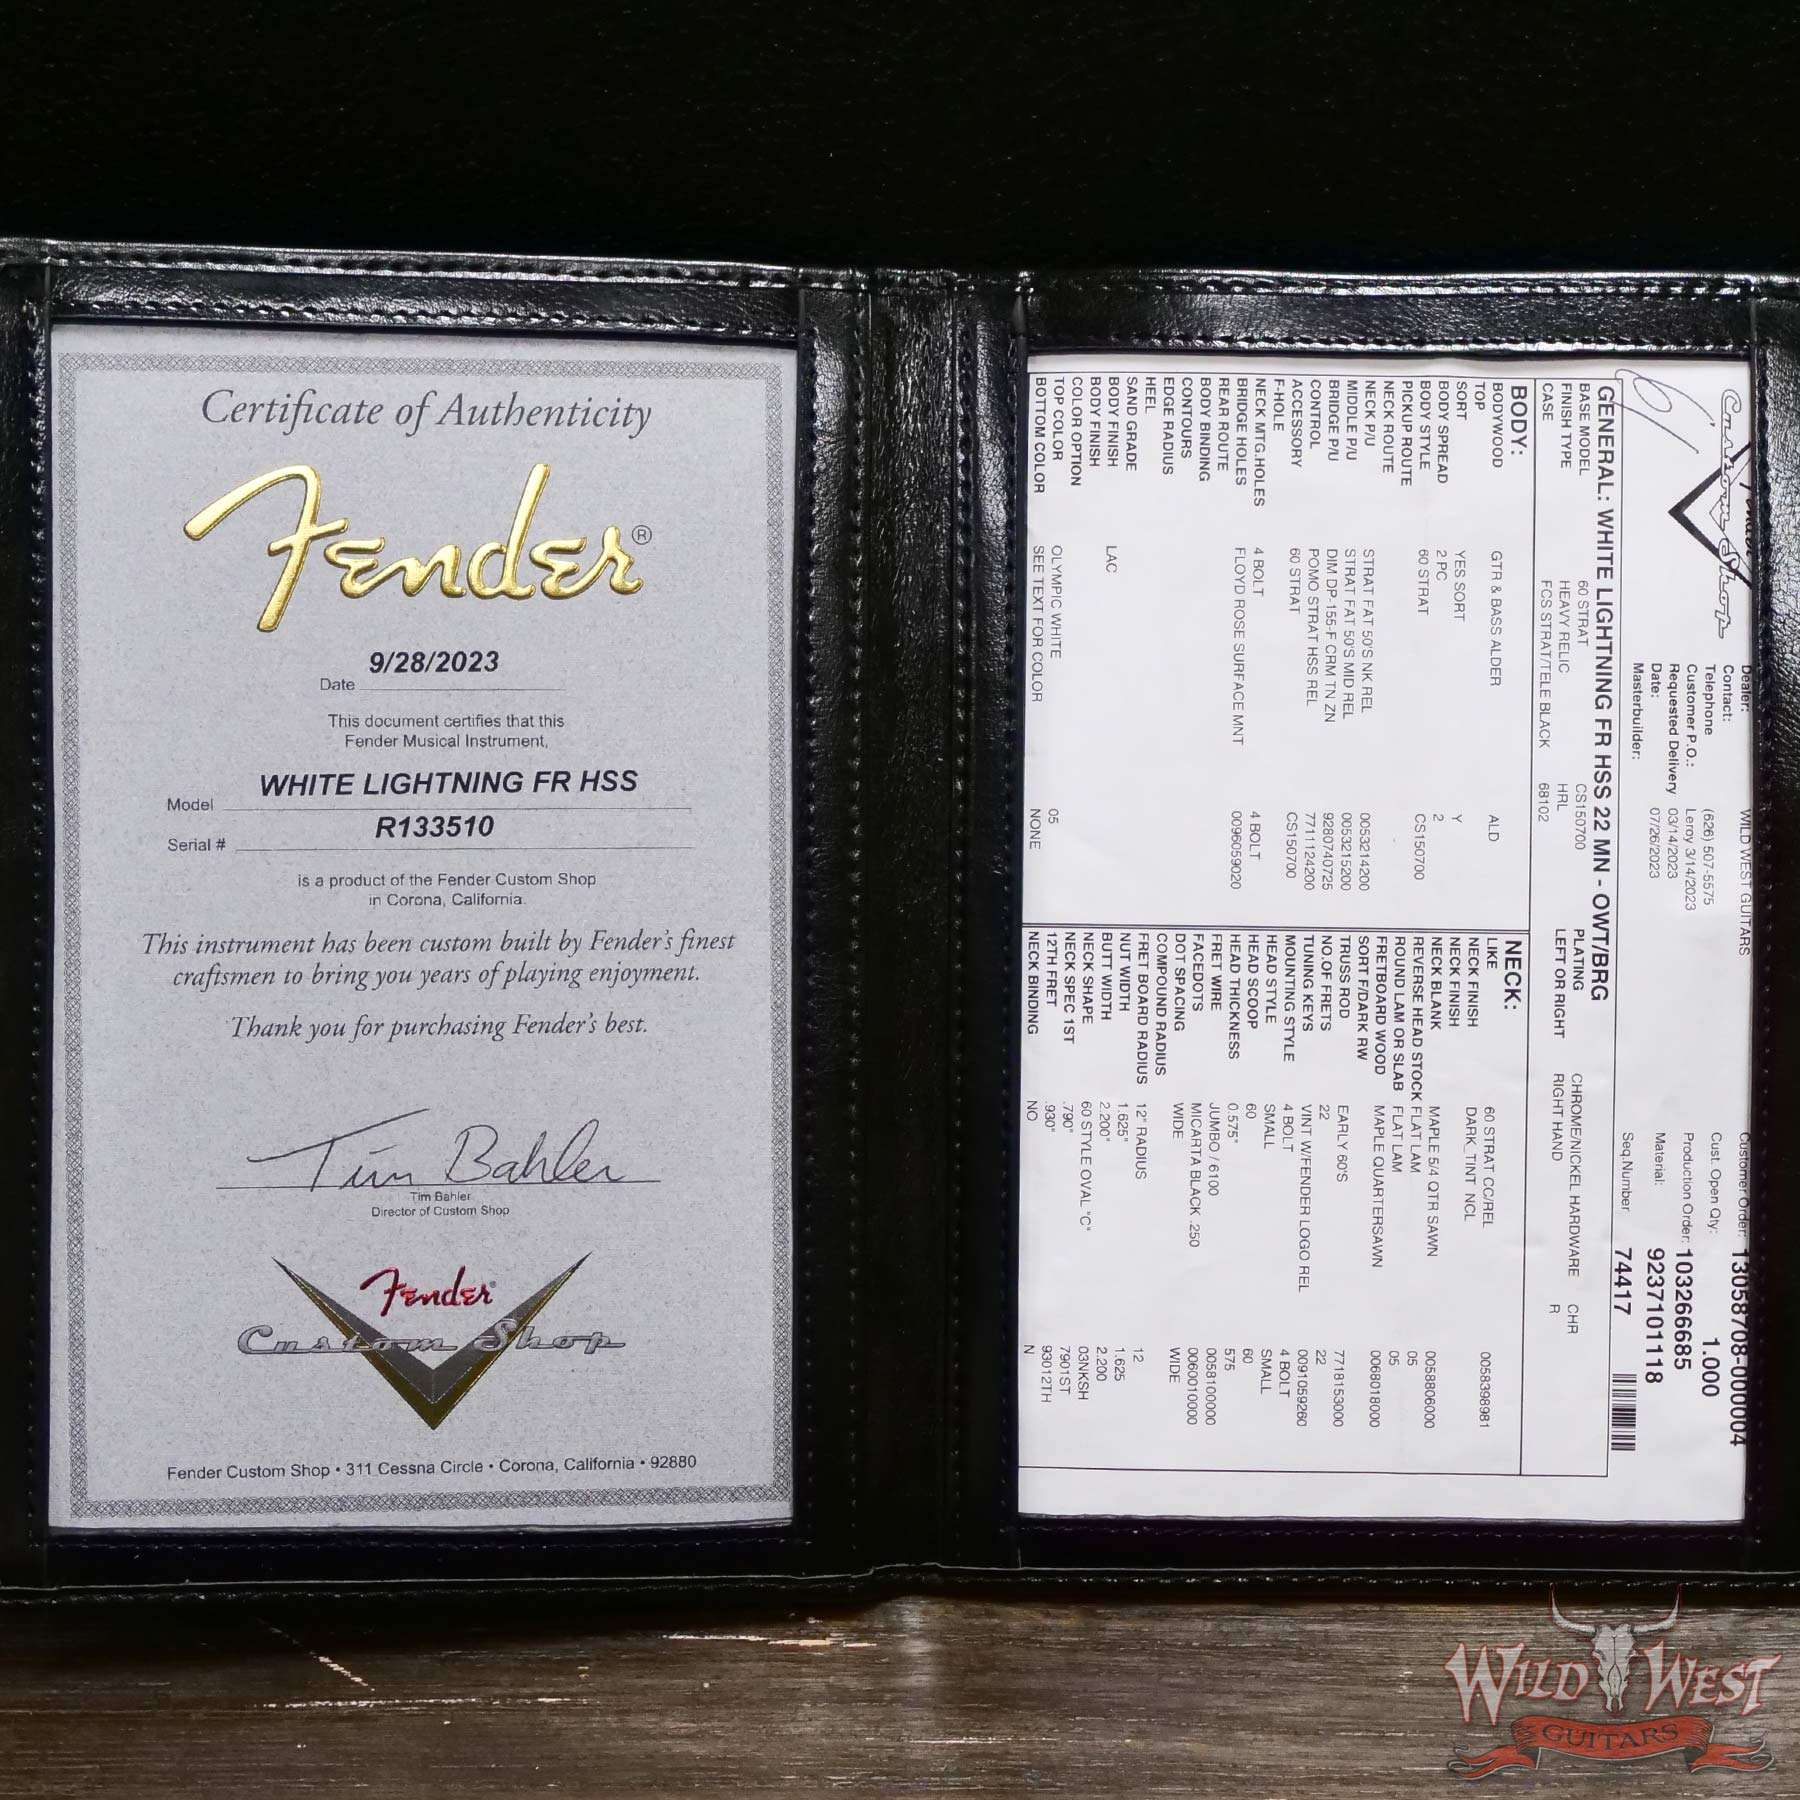 Certificate of Authenticity
Fender®
9/28/2023
Date
This document certifies that this
Fender Musical Instrument,
WHITE LIGHTNING FR HSS
Model
R133510
Serial #
is a product of the Fender Custom Shop
in Corona, California.
This instrument has been custom built by Fender's finest
craftsmen to bring you years of playing enjoyment.
Thank you for purchasing Fender's best.
Tim Bahler
Tim Bahler
Director of Custom Shop
Fender®
Custom Shop
Fender Custom Shop • 311 Cessna Circle • Corona, California • 92880
Custom Shop
Dealer: WILD WEST GUITARS Customer Order: 13058708-000004
Contact:
Telephone (626) 507-5575 Cust. Open Qty: 1.000
Customer P.O.: Leroy 3/14/2023 Production Order: 103266685
Requested Delivery 03/14/2023
Date: 07/26/2023 Material: 9237101118
Masterbuilder: Seq.Number 74417
GENERAL: WHITE LIGHTNING FR HSS 22 MN - OWT/BRG
BASE MODEL 60 STRAT CS150700 PLATING CHROME/NICKEL HARDWARE CHR
FINISH TYPE HEAVY RELIC HRL LEFT OR RIGHT RIGHT HAND R
CASE FCS STRAT/TELE BLACK 68102
BODY:
BODYWOOD GTR & BASS ALDER ALD
TOP
SORT YES SORT Y
BODY SPREAD 2 PC 2
BODY STYLE 60 STRAT CS150700
PICKUP ROUTE
NECK ROUTE
NECK P/U STRAT FAT 50'S NK REL 0053214200
MIDDLE P/U STRAT FAT 50'S MID REL 0053215200
BRIDGE P/U DIM DP-155-F CRM TN ZN 9280740725
CONTROL POMO STRAT HSS REL 7711124200
ACCESSORY 60 STRAT CS150700
F-HOLE
NECK MTG.HOLES 4 BOLT 4 BOLT
BRIDGE HOLES FLOYD ROSE SURFACE MNT 0096059020
REAR ROUTE
BODY BINDING
CONTOURS
EDGE RADIUS
HEEL
SAND GRADE
BODY FINISH LAC
BODY FINISH
COLOR OPTION
TOP COLOR OLYMPIC WHITE 05
BOTTOM COLOR SEE TEXT FOR COLOR NONE
NECK:
LIKE 60 STRAT CC/REL 0058398981
NECK FINISH DARK_TINT NCL
NECK FINISH
NECK BLANK MAPLE 5/4 QTR SAWN 0058806000
REVERSE HEAD STOCK FLAT LAM 05
ROUND LAM OR SLAB FLAT LAM 05
FRETBOARD WOOD MAPLE QUARTERSAWN 0068018000
SORT F/DARK RW
TRUSS ROD EARLY 60'S 7718153000
NO.OF FRETS 22 22
TUNING KEYS VINT W/FENDER LOGO REL 0091059260
MOUNTING STYLE 4 BOLT 4 BOLT
HEAD STYLE SMALL SMALL
HEAD SCOOP 60 60
HEAD THICKNESS 0.575" 575
FRET WIRE JUMBO / 6100 0058100000
FACEDOTS MICARTA BLACK .250 0060010000
DOT SPACING WIDE WIDE
COMPOUND RADIUS
FRET BOARD RADIUS 12" RADIUS 12
NUT WIDTH 1.625" 1.625
BUTT WIDTH 2.200" 2.200
NECK SHAPE 60 STYLE OVAL "C" 03NKSH
NECK SPEC 1ST .790" 7901ST
12TH FRET .930" 93012TH
NECK BINDING NO N
WILD WEST
GUITARS